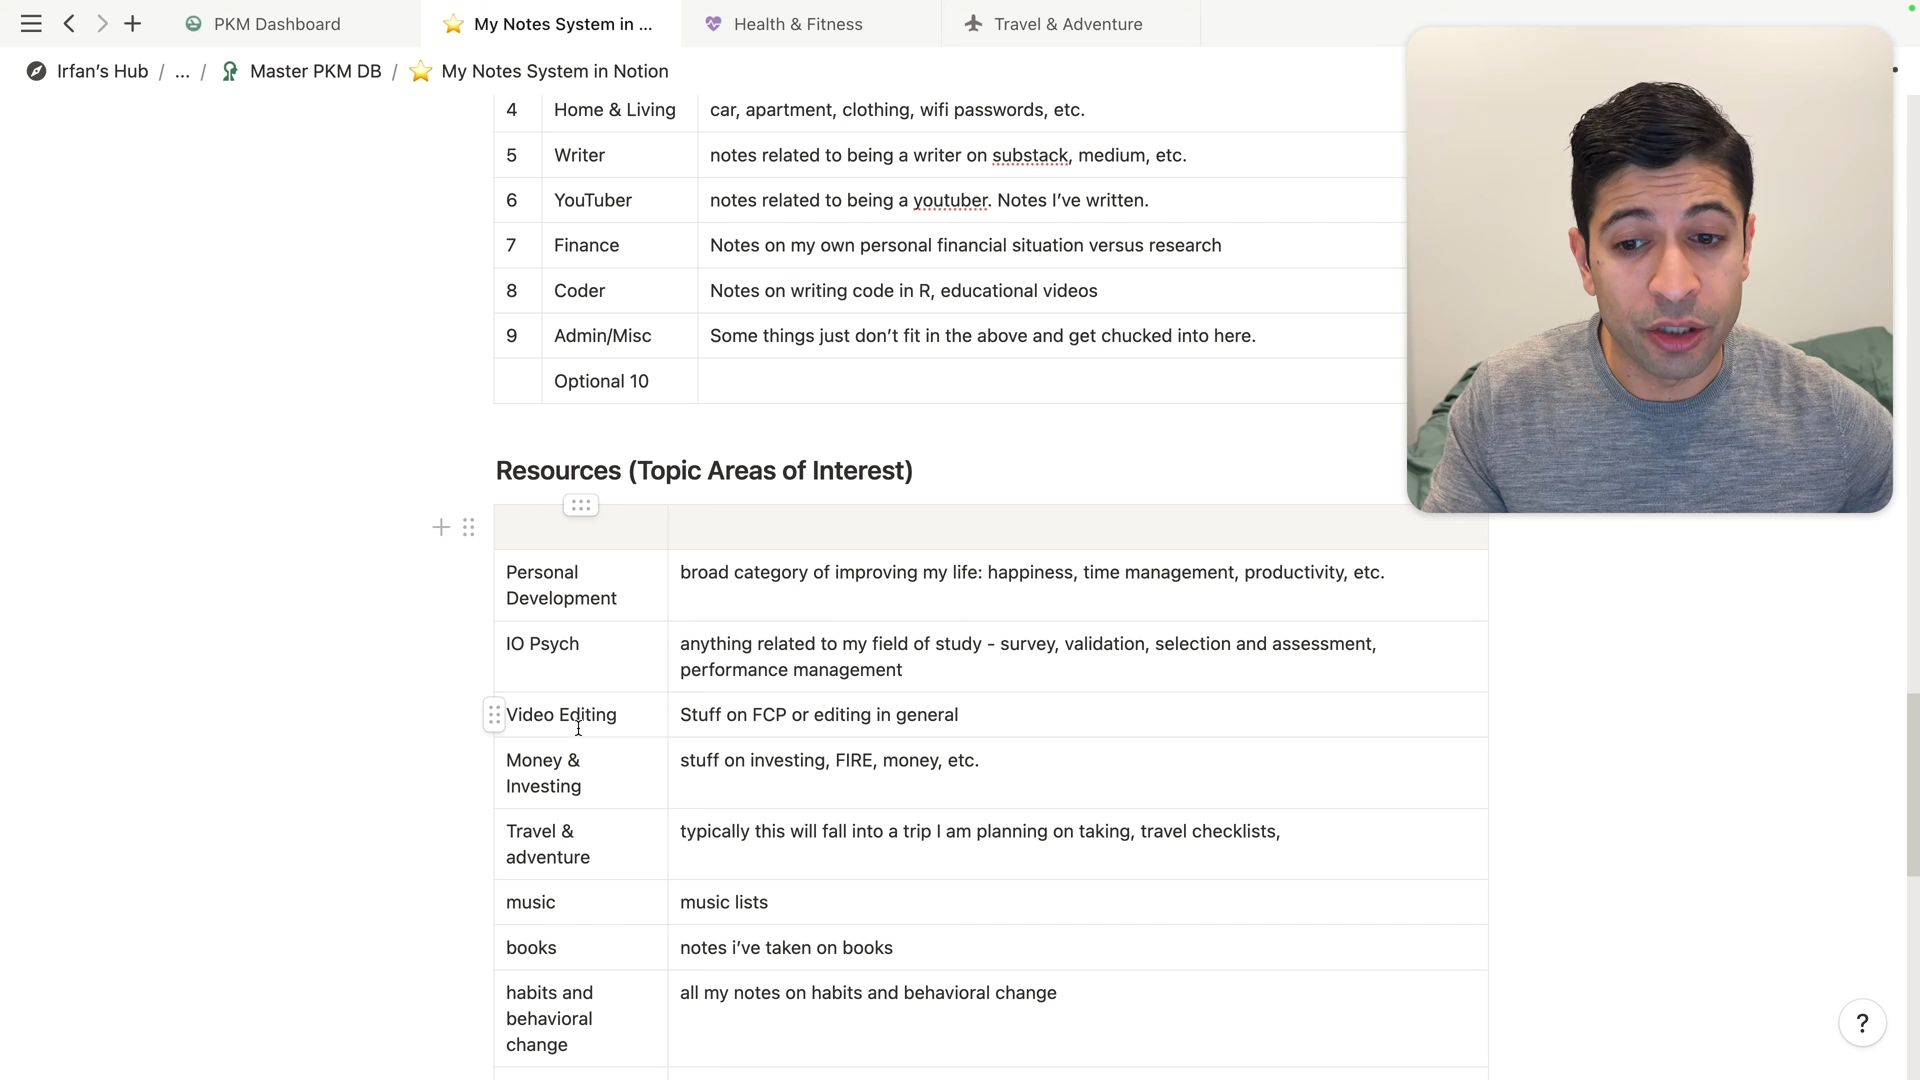 PKM Dashboard
My Notes System in ...
Health & Fitness
Travel & Adventure
Irfan's Hub / ... / Master PKM DB / My Notes System in Notion
4 Home & Living car, apartment, clothing, wifi passwords, etc.
5 Writer notes related to being a writer on substack, medium, etc.
6 YouTuber notes related to being a youtuber. Notes I've written.
7 Finance Notes on my own personal financial situation versus research
8 Coder Notes on writing code in R, educational videos
9 Admin/Misc Some things just don't fit in the above and get chucked into here.
Optional 10
Resources (Topic Areas of Interest)
Personal
Development
broad category of improving my life: happiness, time management, productivity, etc.
IO Psych
anything related to my field of study - survey, validation, selection and assessment,
performance management
Video Editing
Stuff on FCP or editing in general
Money &
Investing
stuff on investing, FIRE, money, etc.
Travel &
adventure
typically this will fall into a trip I am planning on taking, travel checklists,
music
music lists
books
notes i've taken on books
habits and
behavioral
change
all my notes on habits and behavioral change
?